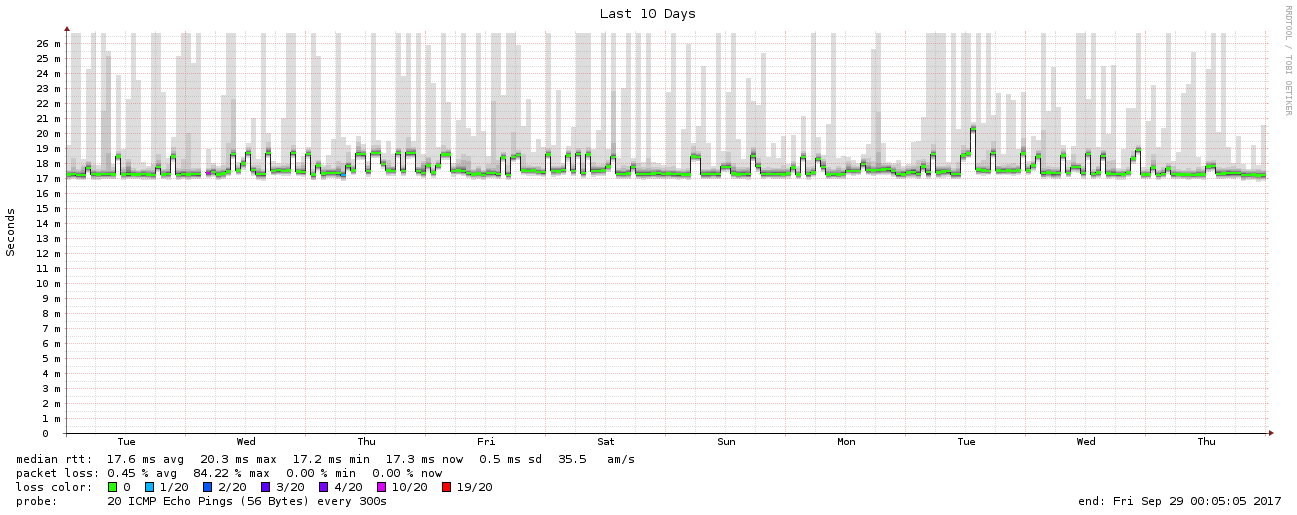 Last 10 Days
RRDTOOL / TOBI OETIKER
26 m
25 m
24 m
23 m
22 m
21 m
20 m
19 m
18 m
17 m
16 m
15 m
14 m
13 m
12 m
11 m
10 m
9 m
8 m
7 m
6 m
5 m
4 m
3 m
2 m
1 m
0
Seconds
Tue Wed Thu Fri Sat Sun Mon Tue Wed Thu
median rtt: 17.6 ms avg 20.3 ms max 17.2 ms min 17.3 ms now 0.5 ms sd 35.5 am/s
packet loss: 0.45 % avg 84.22 % max 0.00 % min 0.00 % now
loss color: 0 1/20 2/20 3/20 4/20 10/20 19/20
probe: 20 ICMP Echo Pings (56 Bytes) every 300s
end: Fri Sep 29 00:05:05 2017